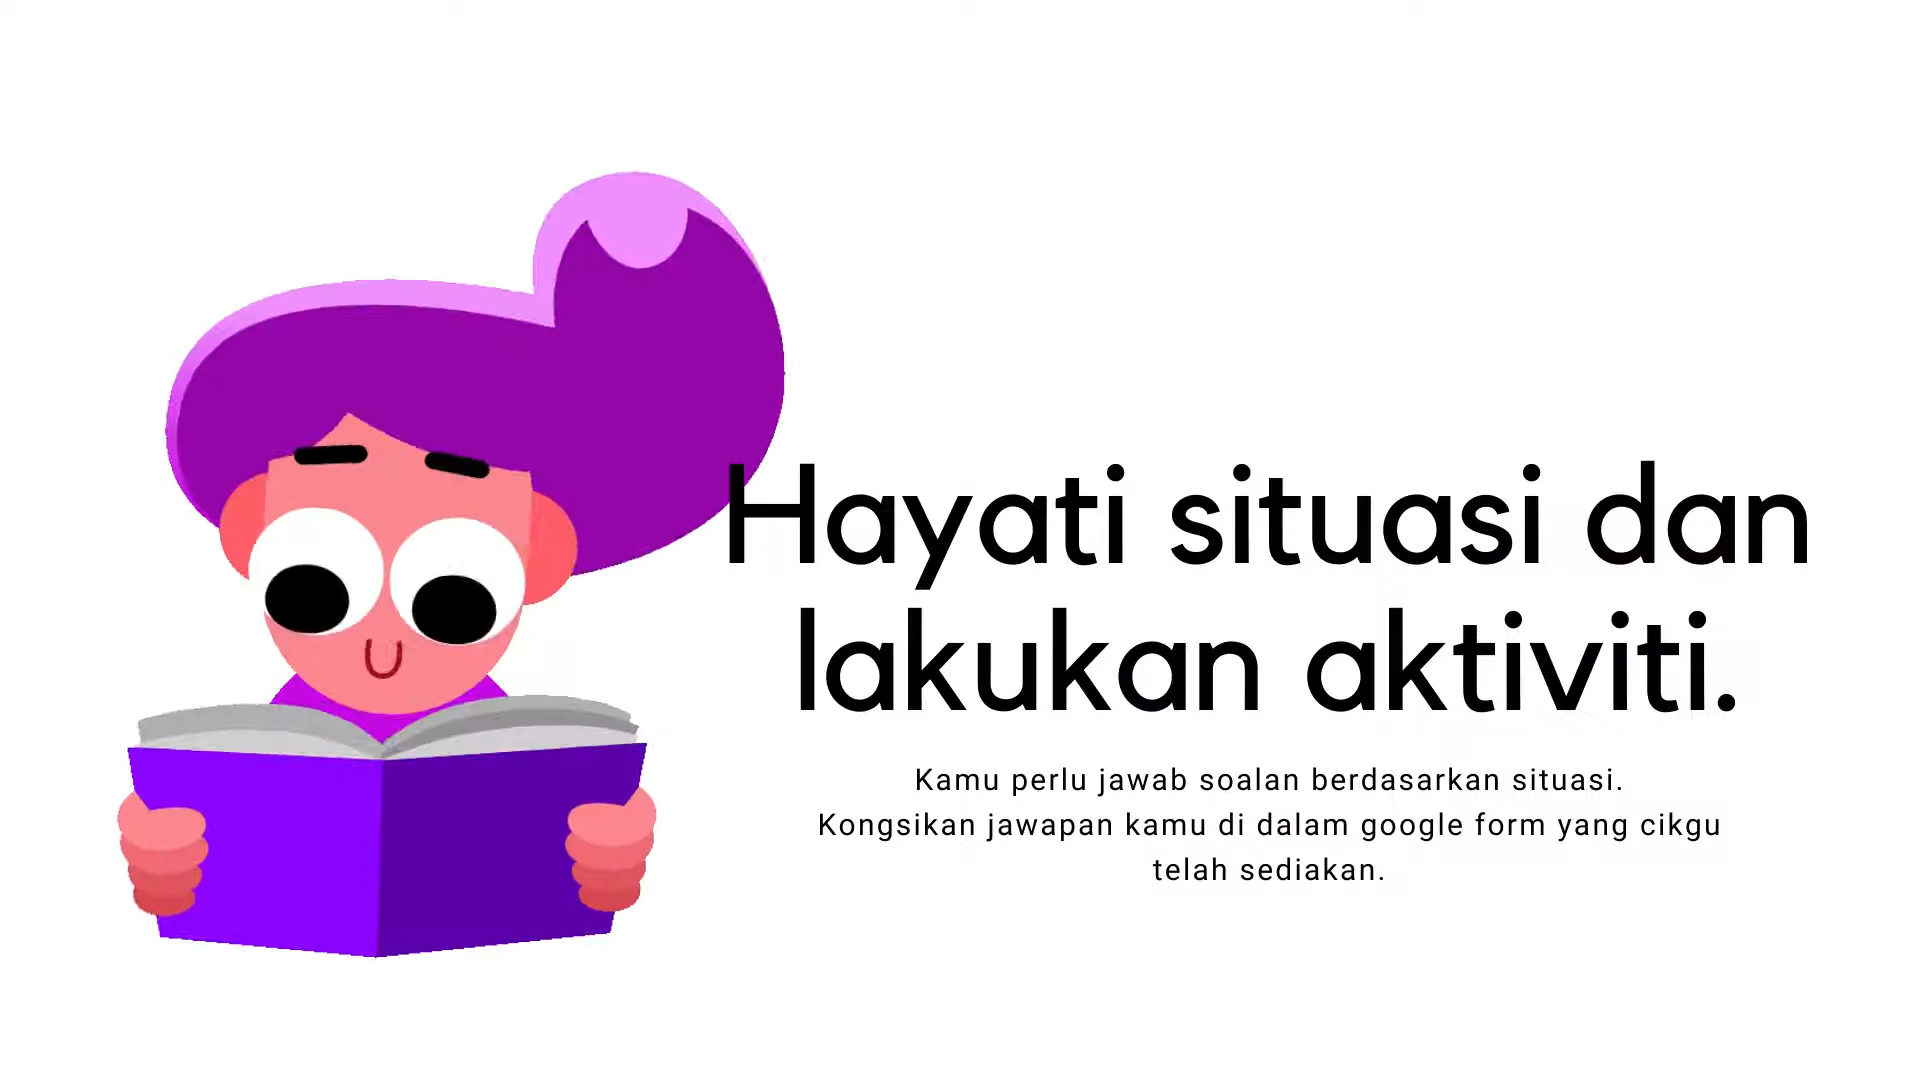 Hayati situasi dan
lakukan aktiviti.
Kamu perlu jawab soalan berdasarkan situasi.
Kongsikan jawapan kamu di dalam google form yang cikgu
telah sediakan.